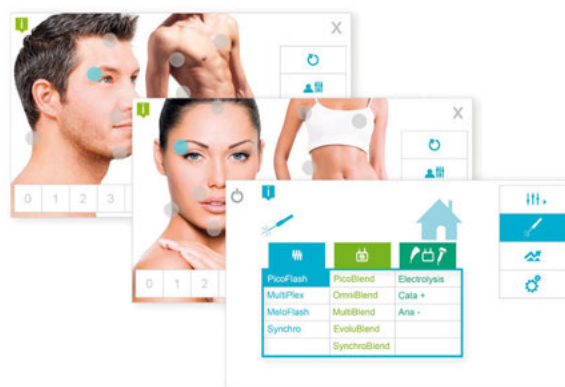 i
X
0 1 2 3
i
X
0 1 2
i
PicoFlash PicoBlend Electrolysis
MultiPlex OmniBlend Cata +
MeloFlash MultiBlend Ana -
Synchro EvoluBlend
SynchroBlend